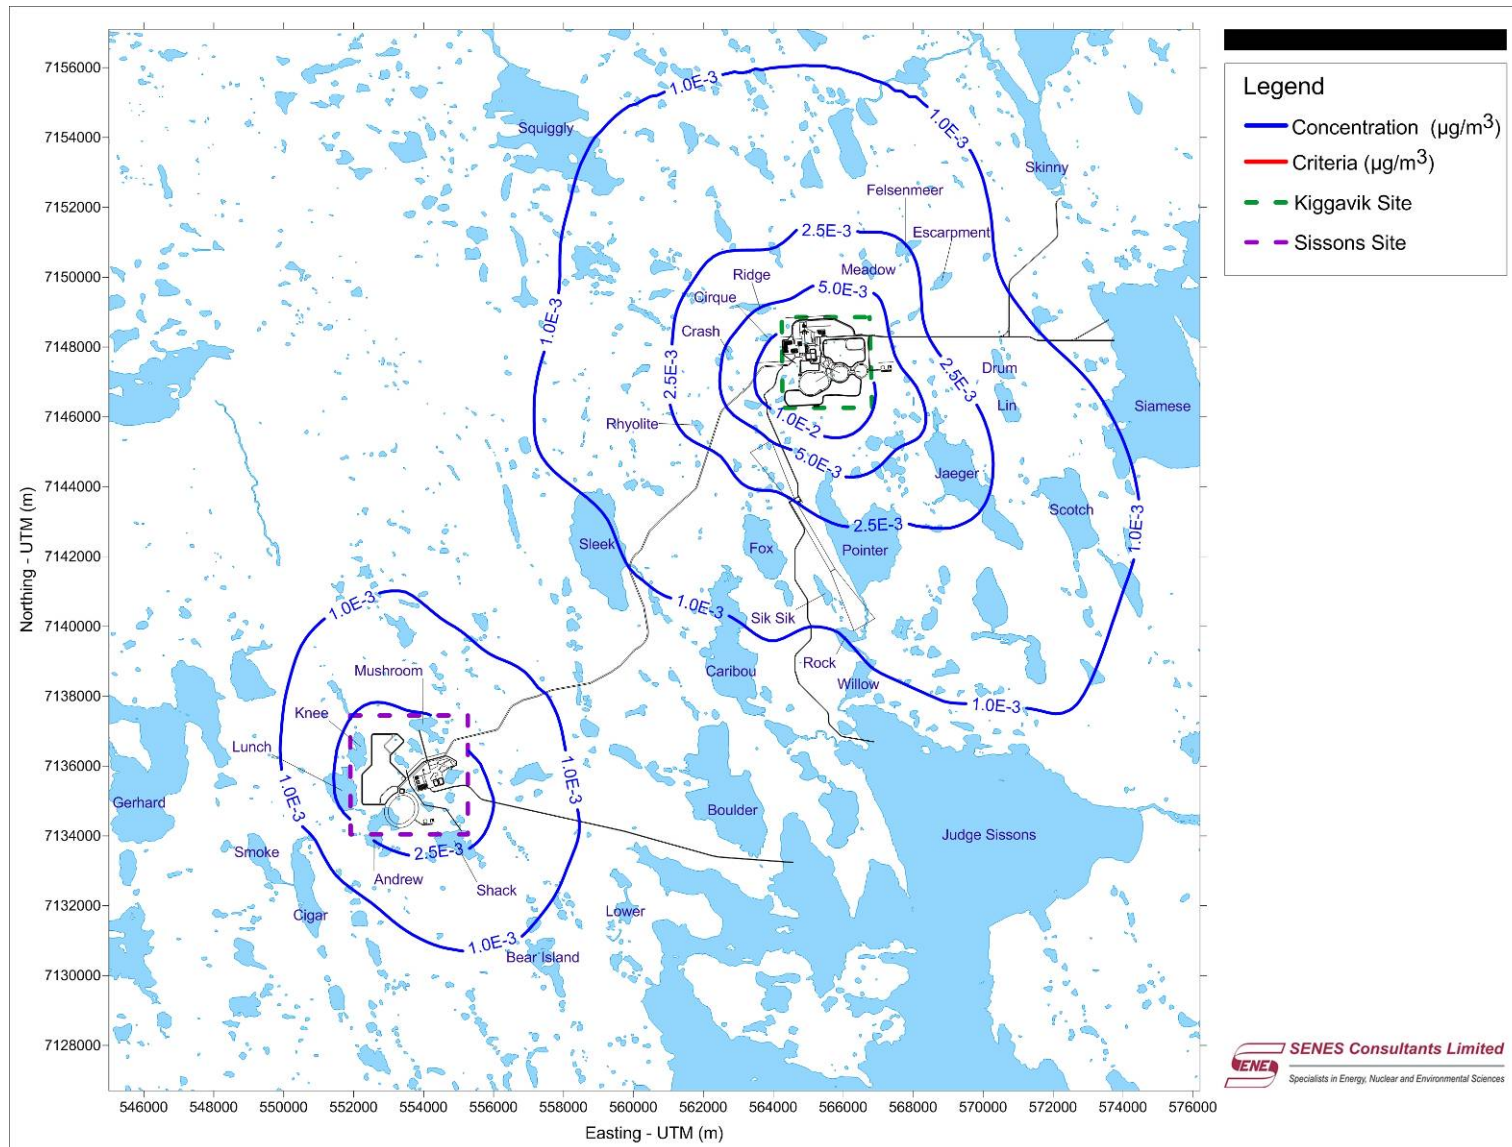 Legend
Concentration (µg/m³)
Criteria (µg/m³)
Kiggavik Site
Sissons Site
7156000
7154000
7152000
7150000
7148000
7146000
7144000
7142000
7140000
7138000
7136000
7134000
7132000
7130000
7128000
Northing - UTM (m)
1.0E-3
1.0E-3
Squiggly
Skinny
Felsenmeer
2.5E-3
Escarpment
Meadow
Ridge
5.0E-3
Cirque
1.0E-3
Crash
2.5E-3
2.5E-3
Drum
Lin
Siamese
Rhyolite
1.0E-2
5.0E-3
Jaeger
Scotch
2.5E-3
1.0E-3
Sleek
Fox
Pointer
1.0E-3
1.0E-3
Sik Sik
Mushroom
Caribou
Rock
Willow
1.0E-3
Knee
Lunch
1.0E-3
1.0E-3
Gerhard
Boulder
Judge Sissons
Smoke
2.5E-3
Andrew
Shack
Cigar
Lower
1.0E-3
Bear Island
546000 548000 550000 552000 554000 556000 558000 560000 562000 564000 566000 568000 570000 572000 574000 576000
Easting - UTM (m)
SENES
SENES Consultants Limited
Specialists in Energy, Nuclear and Environmental Sciences